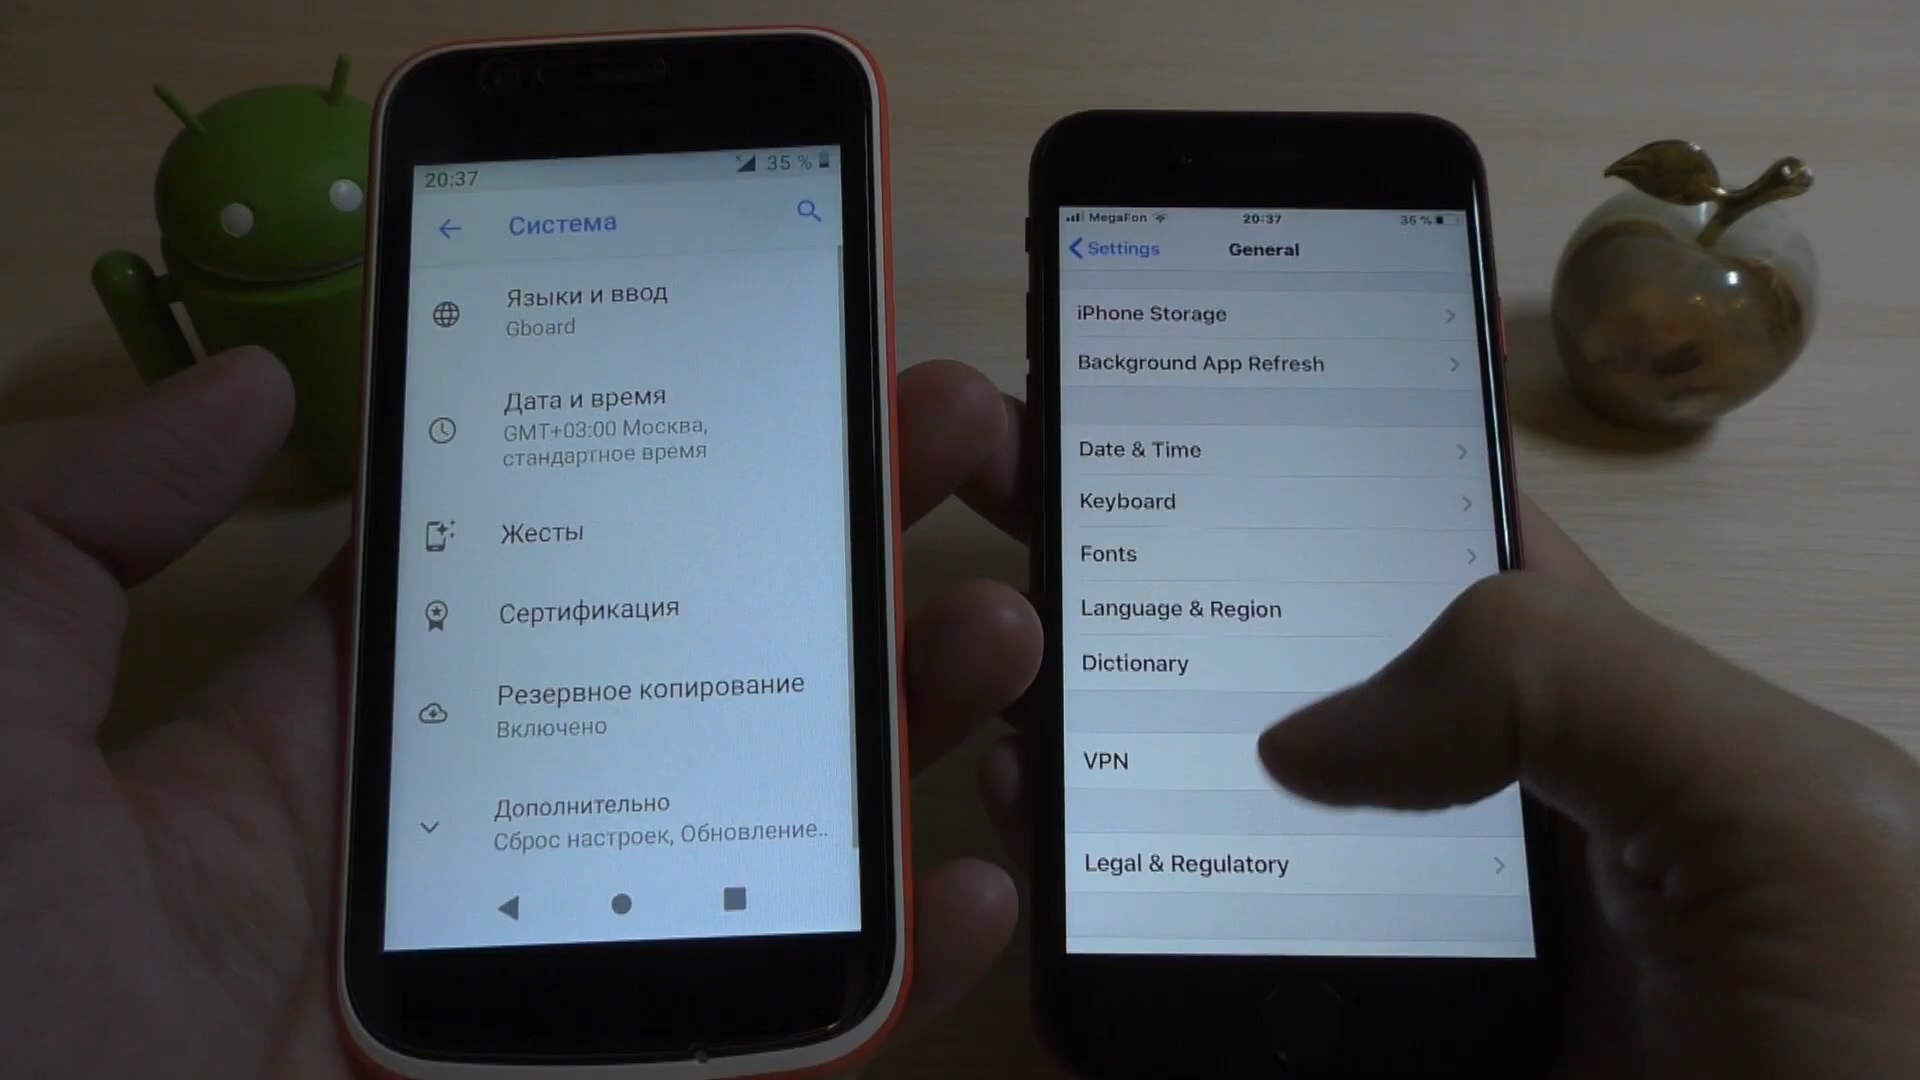 20:37
35 %
Система
Языки и ввод
Gboard
Дата и время
GMT+03:00 Москва,
стандартное время
Жесты
Сертификация
Резервное копирование
Включено
Дополнительно
Сброс настроек, Обновление..
MegaFon
20:37
35 %
Settings
General
iPhone Storage
Background App Refresh
Date & Time
Keyboard
Fonts
Language & Region
Dictionary
VPN
Legal & Regulatory